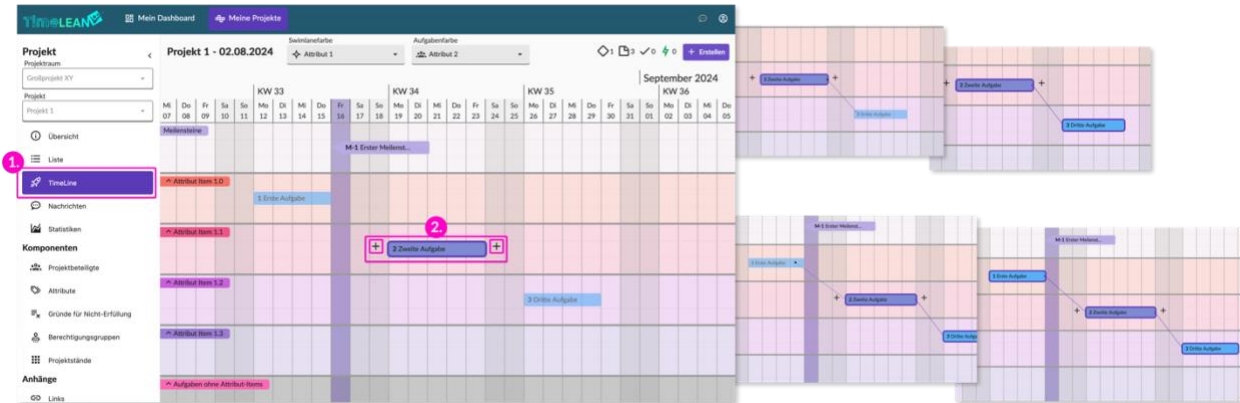 TimeLEAN
Mein Dashboard
Meine Projekte
Projekt
Projektraum
Großprojekt XY
Projekt
Projekt 1
Übersicht
Liste
1.
TimeLine
Nachrichten
Statistiken
Komponenten
Projektbeteiligte
Attribute
Gründe für Nicht-Erfüllung
Berechtigungsgruppen
Projektstände
Anhänge
Links
Projekt 1 - 02.08.2024
Swimlanefarbe
Attribut 1
Aufgabenfarbe
Attribut 2
1 3 0 0
+ Erstellen
September 2024
KW 33 KW 34 KW 35 KW 36
Mi Do Fr Sa So Mo Di Mi Do Fr Sa So Mo Di Mi Do Fr Sa So Mo Di Mi Do Fr Sa So Mo Di Mi Do
07 08 09 10 11 12 13 14 15 16 17 18 19 20 21 22 23 24 25 26 27 28 29 30 31 01 02 03 04 05
Meilensteine
M-1 Erster Meilenst...
Attribut Item 1.0
1 Erste Aufgabe
2.
Attribut Item 1.1
+ 2 Zweite Aufgabe +
Attribut Item 1.2
3 Dritte Aufgabe
Attribut Item 1.3
Aufgaben ohne Attribut-Items
+ 2 Zweite Aufgabe +
3 Dritte Aufgabe
+ 2 Zweite Aufgabe +
3 Dritte Aufgabe
M-1 Erster Meilenst...
1 Erste Aufgabe
+ 2 Zweite Aufgabe +
3 Dritte Aufg
M-1 Erster Meilenst...
1 Erste Aufgabe
+ 2 Zweite Aufgabe +
3 Dritte Aufgabe